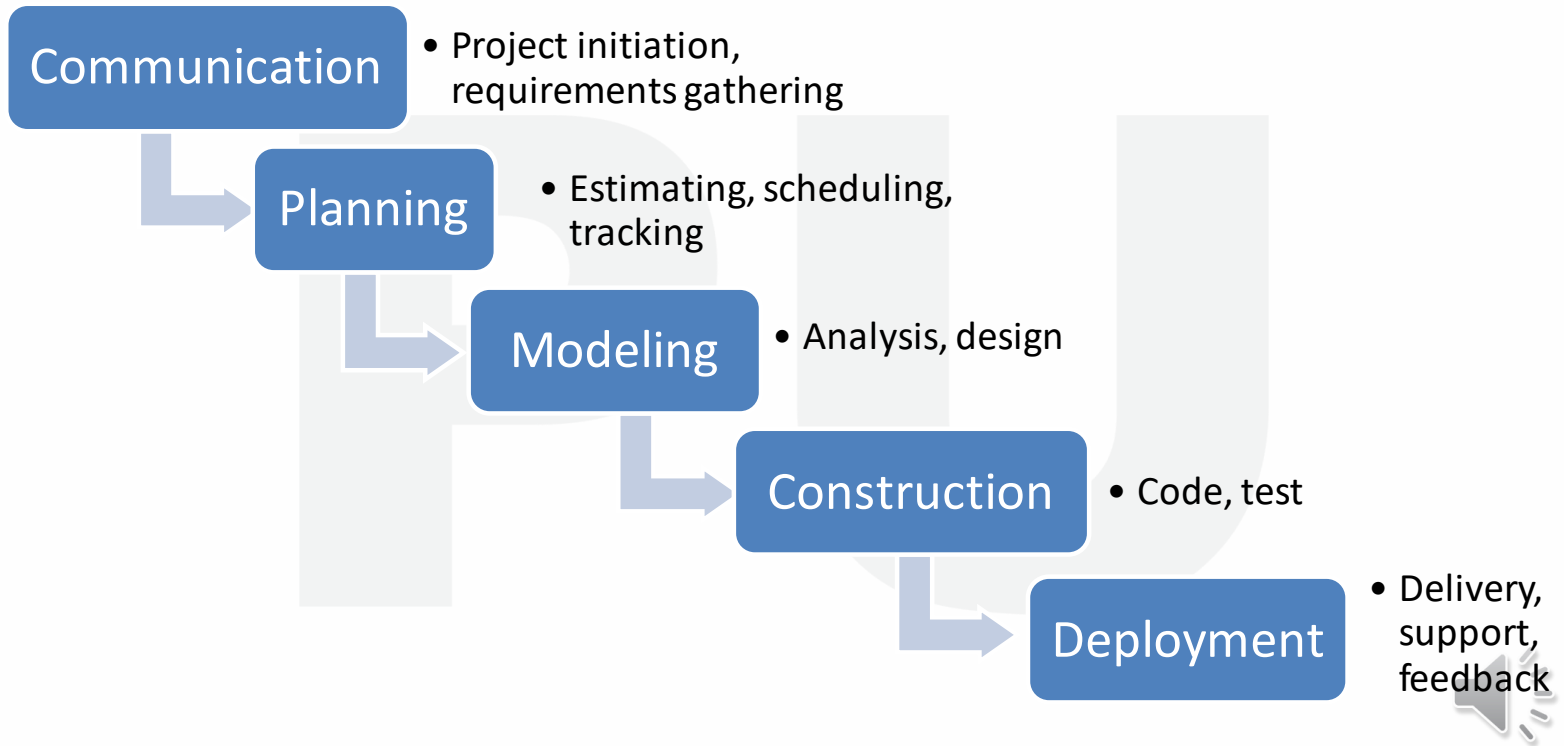 Communication
• Project initiation,
requirements gathering
Planning
• Estimating, scheduling,
tracking
Modeling
• Analysis, design
Construction
• Code, test
Deployment
• Delivery,
support,
feedback
PU